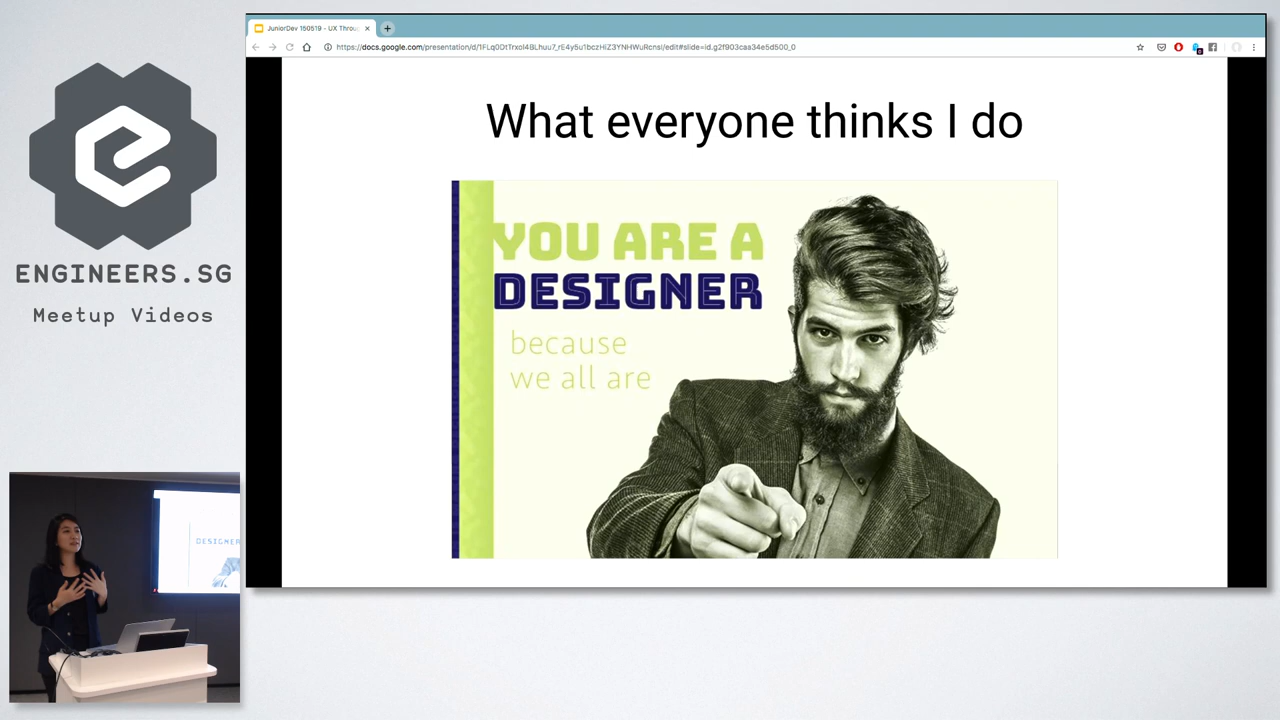 JuniorDev 150519 - UX Throu
https://docs.google.com/presentation/d/1FLq0DtTrxol4BLhuu7_rE4y5u1bczHiZ3YNHWuRcnsI/edit#slide=id.g2f903caa34e5d500_0
What everyone thinks I do
YOU ARE A
DESIGNER
because
we all are
ENGINEERS.SG
Meetup Videos
DESIGNER